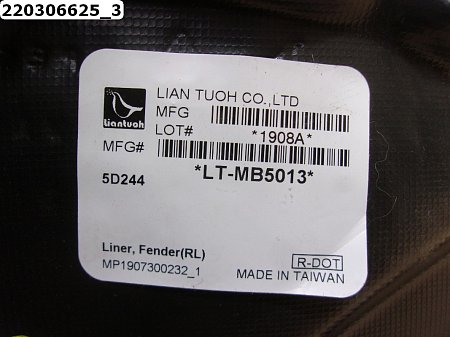 220306625_3
LIAN TUOH CO.,LTD
MFG
LOT#
*1908A*
Liantuoh
MFG#
*LT-MB5013*
5D244
Liner, Fender(RL)
MP1907300232_1
R-DOT
MADE IN TAIWAN